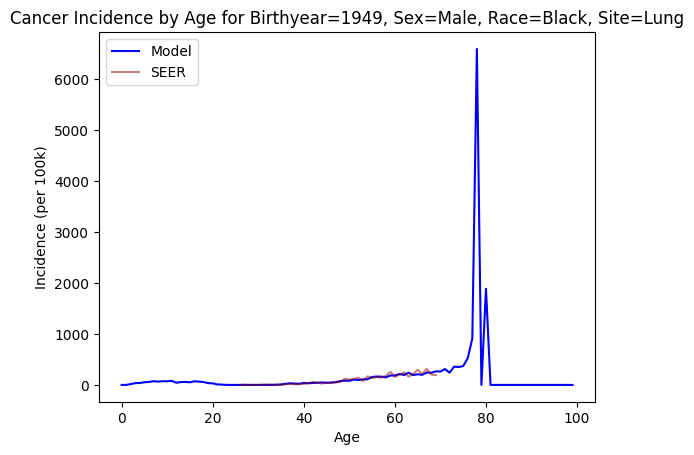 Cancer Incidence by Age for Birthyear=1949, Sex=Male, Race=Black, Site=Lung
Model
SEER
Incidence (per 100k)
6000
5000
4000
3000
2000
1000
0
0 20 40 60 80 100
Age